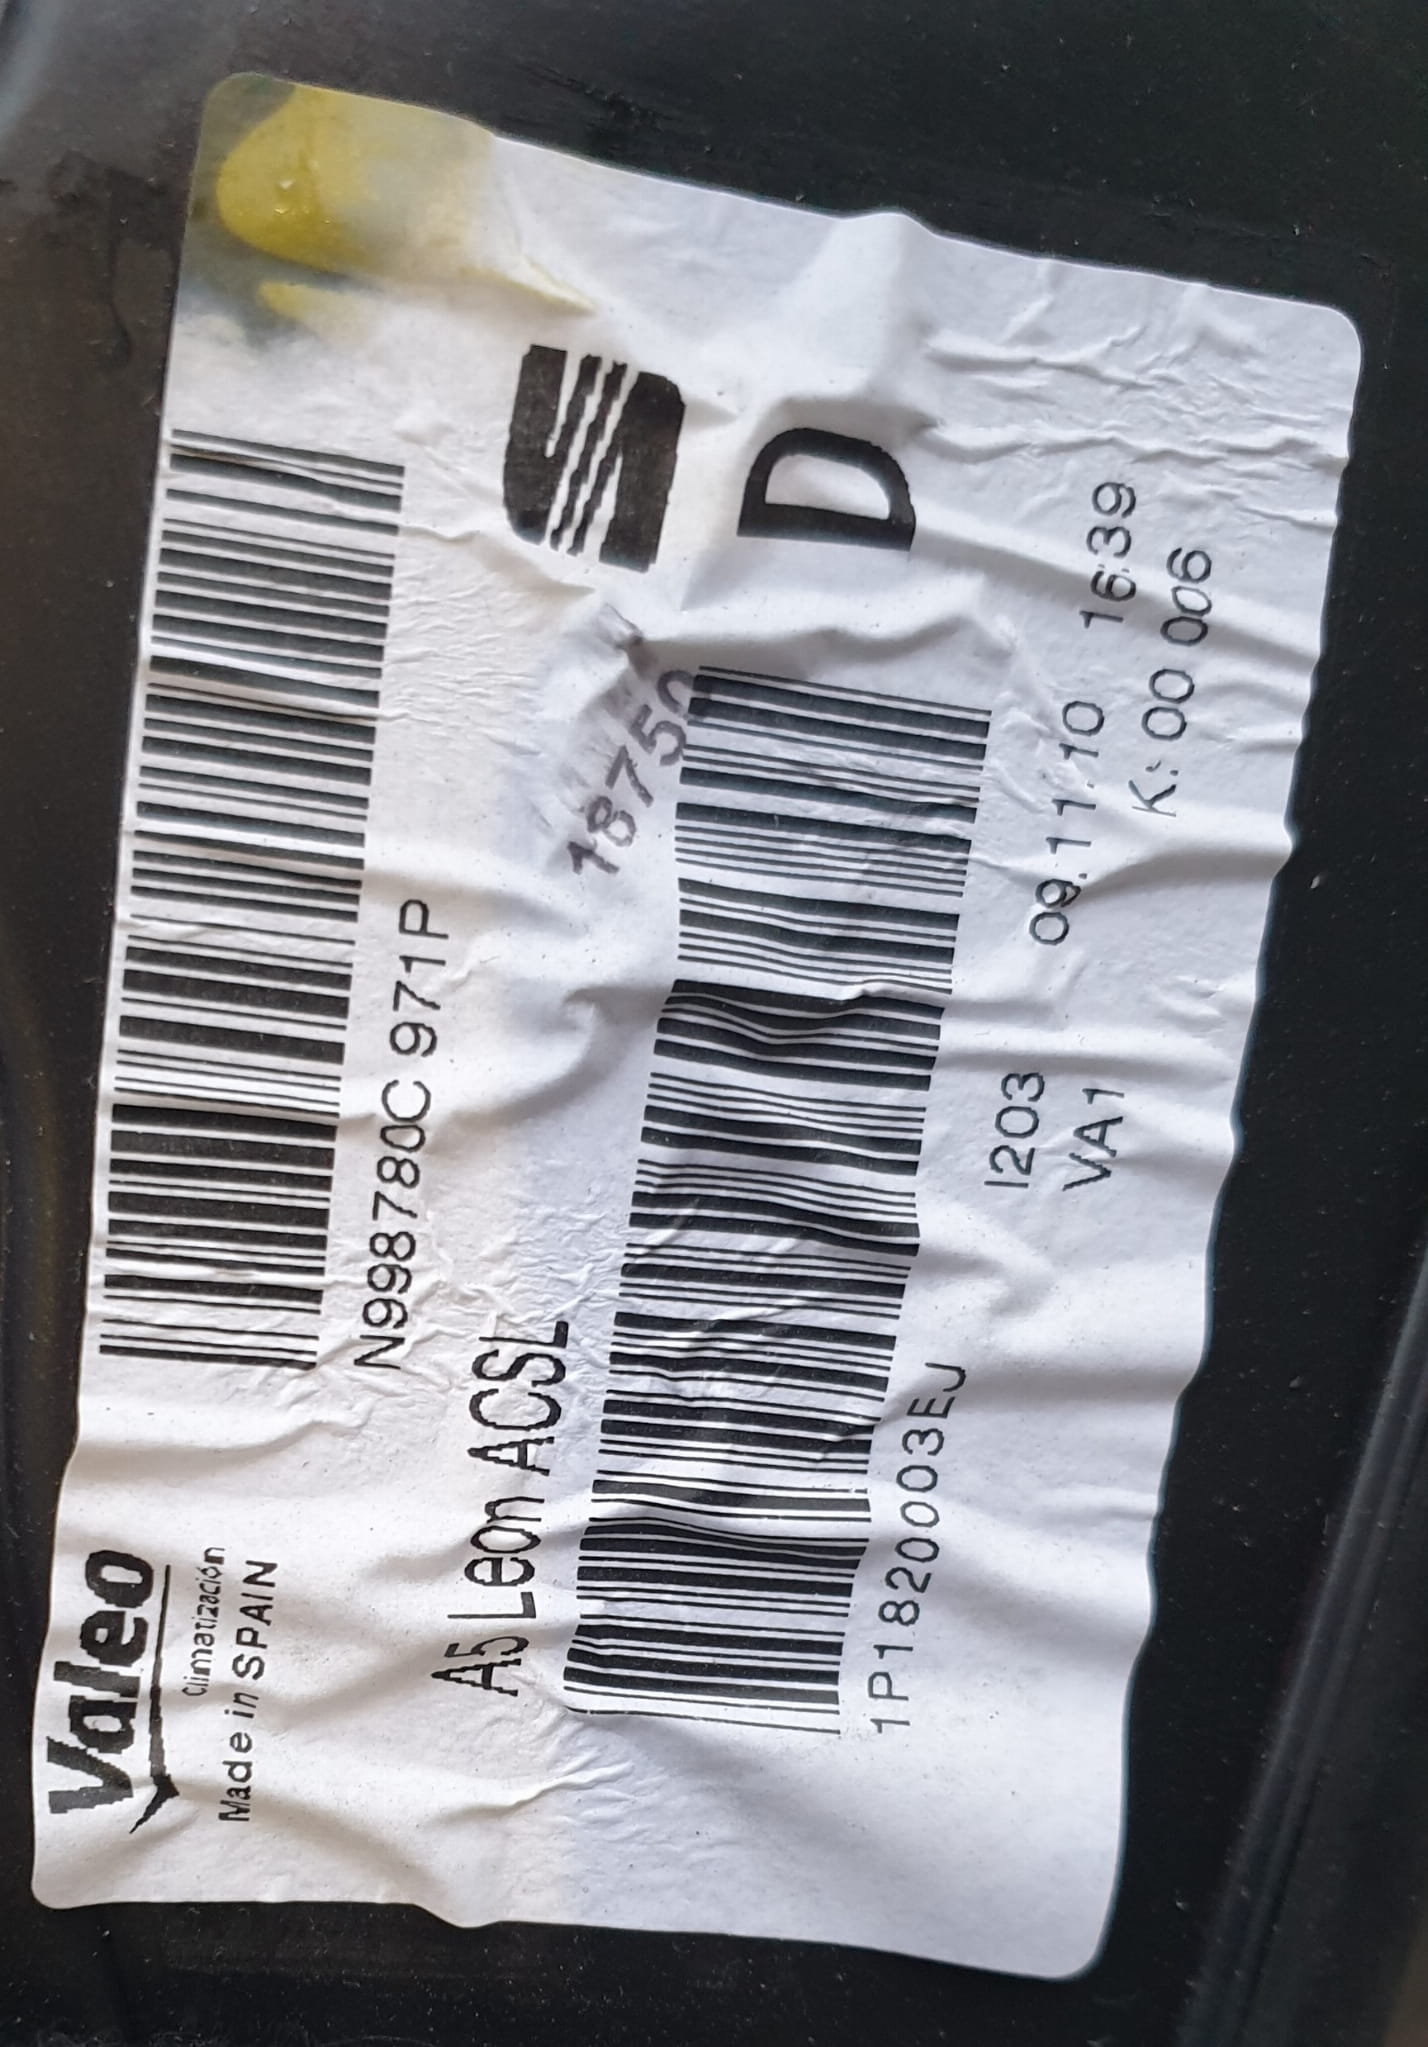 Valeo
Climatización
Made in SPAIN
N998780C 971P
A5 Leon ACSL
18750
D
1P1820003EJ
I203 09.11.10 16:39
VA1 K: 00 006